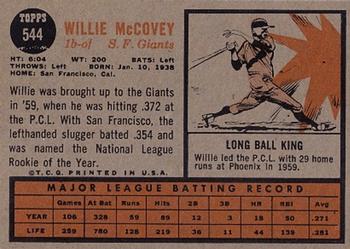 TOPPS
544
WILLIE McCOVEY
1b-of S. F. Giants
HT: 6:04 WT: 200 BATS: Left
THROWS: Left BORN: Jan. 10, 1938
HOME: San Francisco, Cal.
Willie was brought up to the Giants
in '59, when he was hitting .372 at
the P.C.L. With San Francisco, the
lefthanded slugger batted .354 and
was named the National League
Rookie of the Year.
©T.C.G. PRINTED IN U.S.A.
LONG BALL KING
Willie led the P.C.L. with 29 home
runs at Phoenix in 1959.
MAJOR LEAGUE BATTING RECORD
Games At Bat Runs Hits 2B 3B HR RBI Avg.
YEAR 106 328 59 89 12 3 18 50 .271
LIFE 259 780 136 219 30 12 44 139 .281